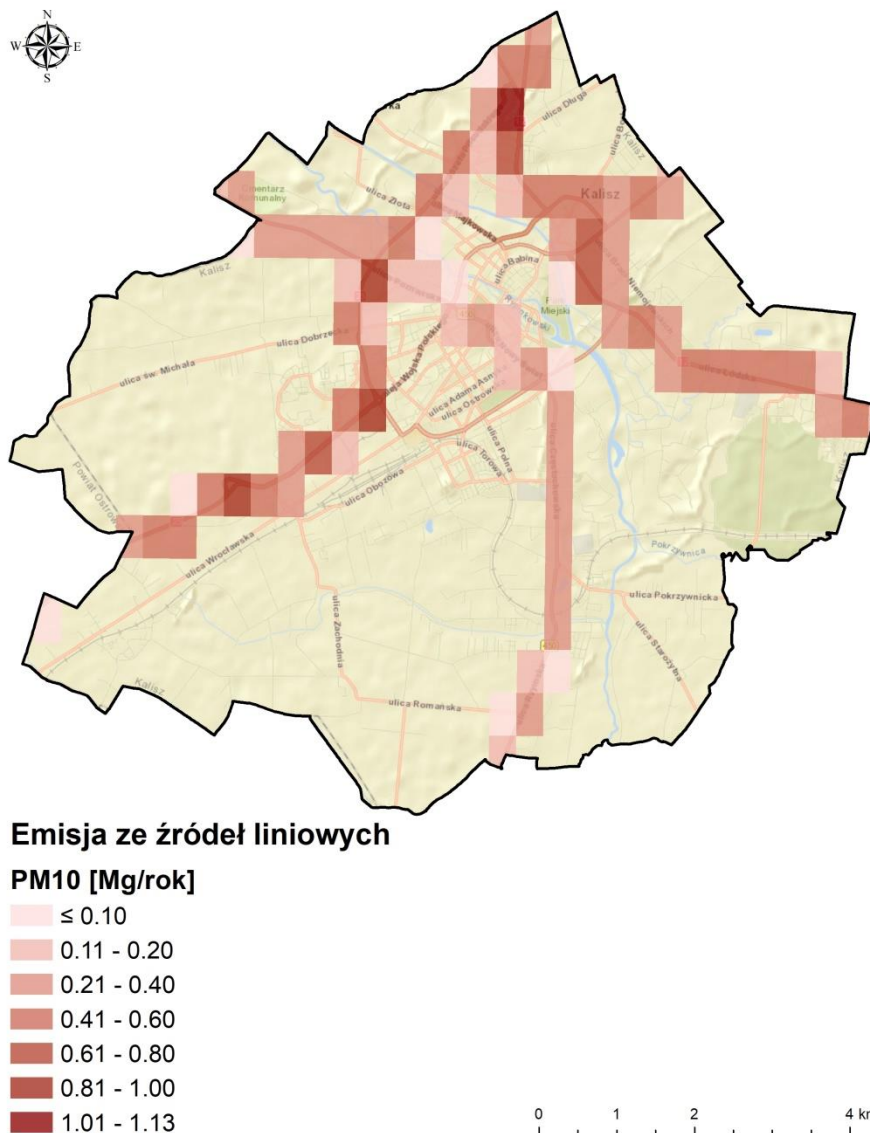 N
W E
S
ulica Długa
Kalisz
Cmentarz
Komunalny
ulica Złota
Kalisz
ulica Babina
Kalisz
Park
Miejski
ulica Dobrzecka
ulica św. Michała
ulica Łódzka
ulica Adama Asnyka
ulica Polna
ulica Torowa
ulica Obozowa
Kalisz
Powiat Ostrow
ulica Wrocławska
Pokrzywnica
ulica Pokrzywnicka
ulica Zachodnia
ulica Starożytna
Kalisz
ulica Romańska
Emisja ze źródeł liniowych
PM10 [Mg/rok]
≤ 0.10
0.11 - 0.20
0.21 - 0.40
0.41 - 0.60
0.61 - 0.80
0.81 - 1.00
1.01 - 1.13
0 1 2 4 km